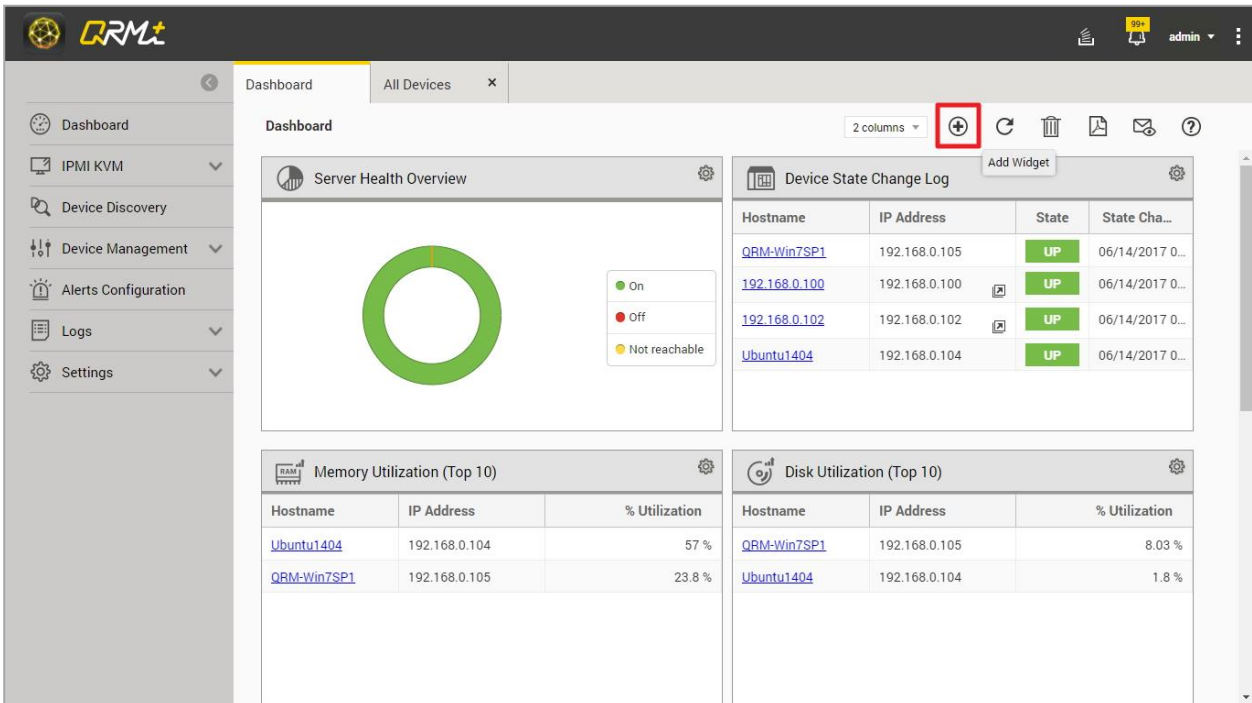 QRM+
99+
admin
Dashboard
All Devices ×
Dashboard
IPMI KVM
Device Discovery
Device Management
Alerts Configuration
Logs
Settings
Dashboard
2 columns
Add Widget
Server Health Overview
On
Off
Not reachable
Device State Change Log
Hostname IP Address State State Cha...
QRM-Win7SP1 192.168.0.105 UP 06/14/2017 0...
192.168.0.100 192.168.0.100 UP 06/14/2017 0...
192.168.0.102 192.168.0.102 UP 06/14/2017 0...
Ubuntu1404 192.168.0.104 UP 06/14/2017 0...
RAM
Memory Utilization (Top 10)
Hostname IP Address % Utilization
Ubuntu1404 192.168.0.104 57 %
QRM-Win7SP1 192.168.0.105 23.8 %
Disk Utilization (Top 10)
Hostname IP Address % Utilization
QRM-Win7SP1 192.168.0.105 8.03 %
Ubuntu1404 192.168.0.104 1.8 %